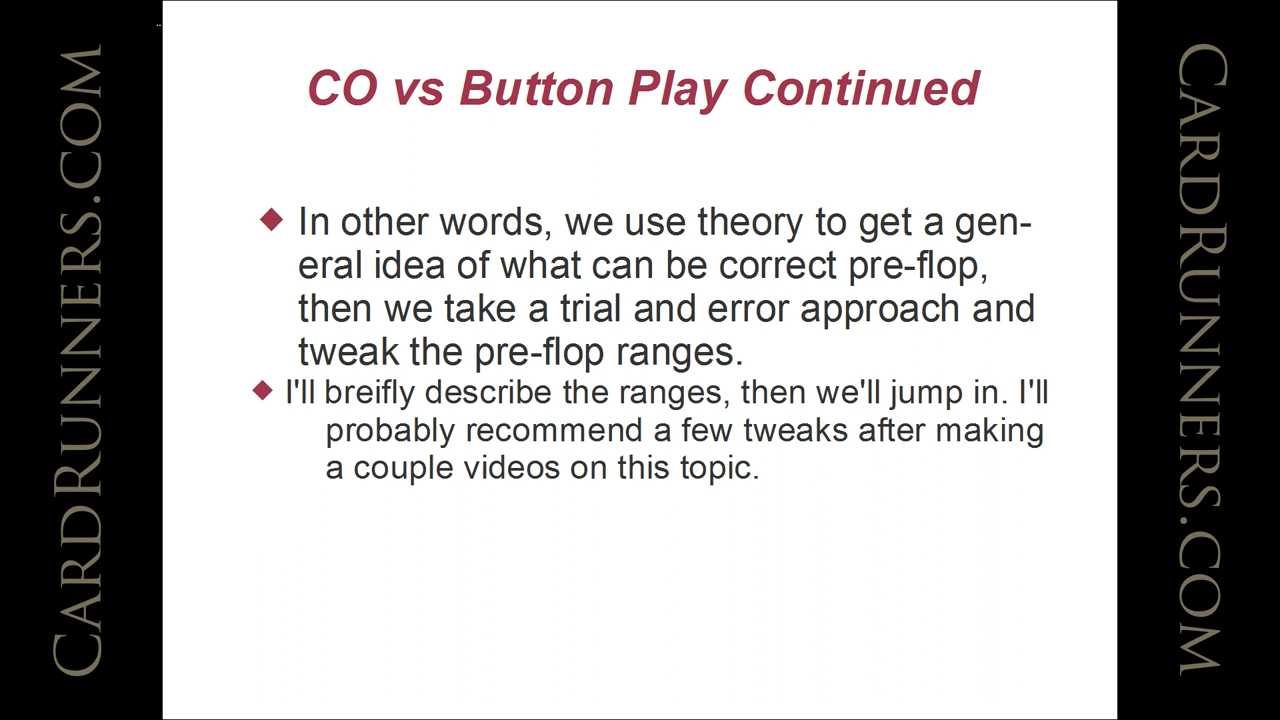 CARDRUNNERS.COM
CO vs Button Play Continued
In other words, we use theory to get a gen-
eral idea of what can be correct pre-flop,
then we take a trial and error approach and
tweak the pre-flop ranges.
I'll breifly describe the ranges, then we'll jump in. I'll
probably recommend a few tweaks after making
a couple videos on this topic.
CARDRUNNERS.COM